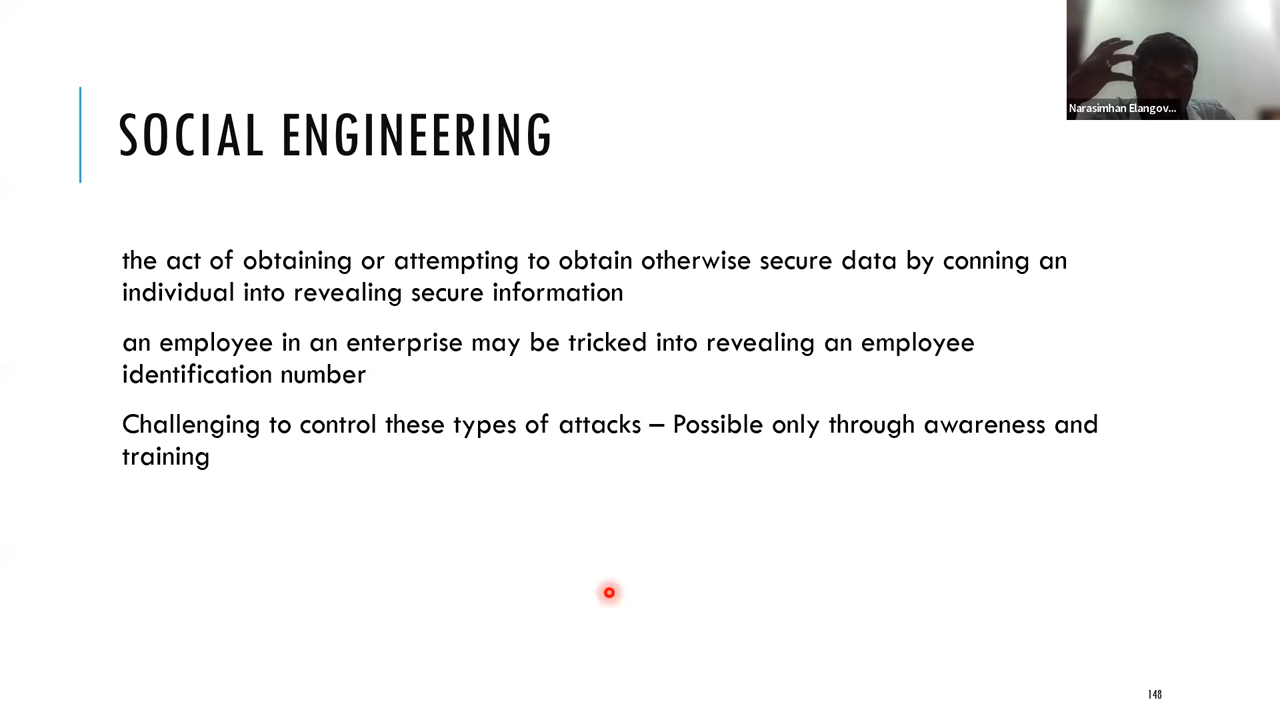 SOCIAL ENGINEERING
Narasimhan Elangov...
the act of obtaining or attempting to obtain otherwise secure data by conning an
individual into revealing secure information
an employee in an enterprise may be tricked into revealing an employee
identification number
Challenging to control these types of attacks – Possible only through awareness and
training
148